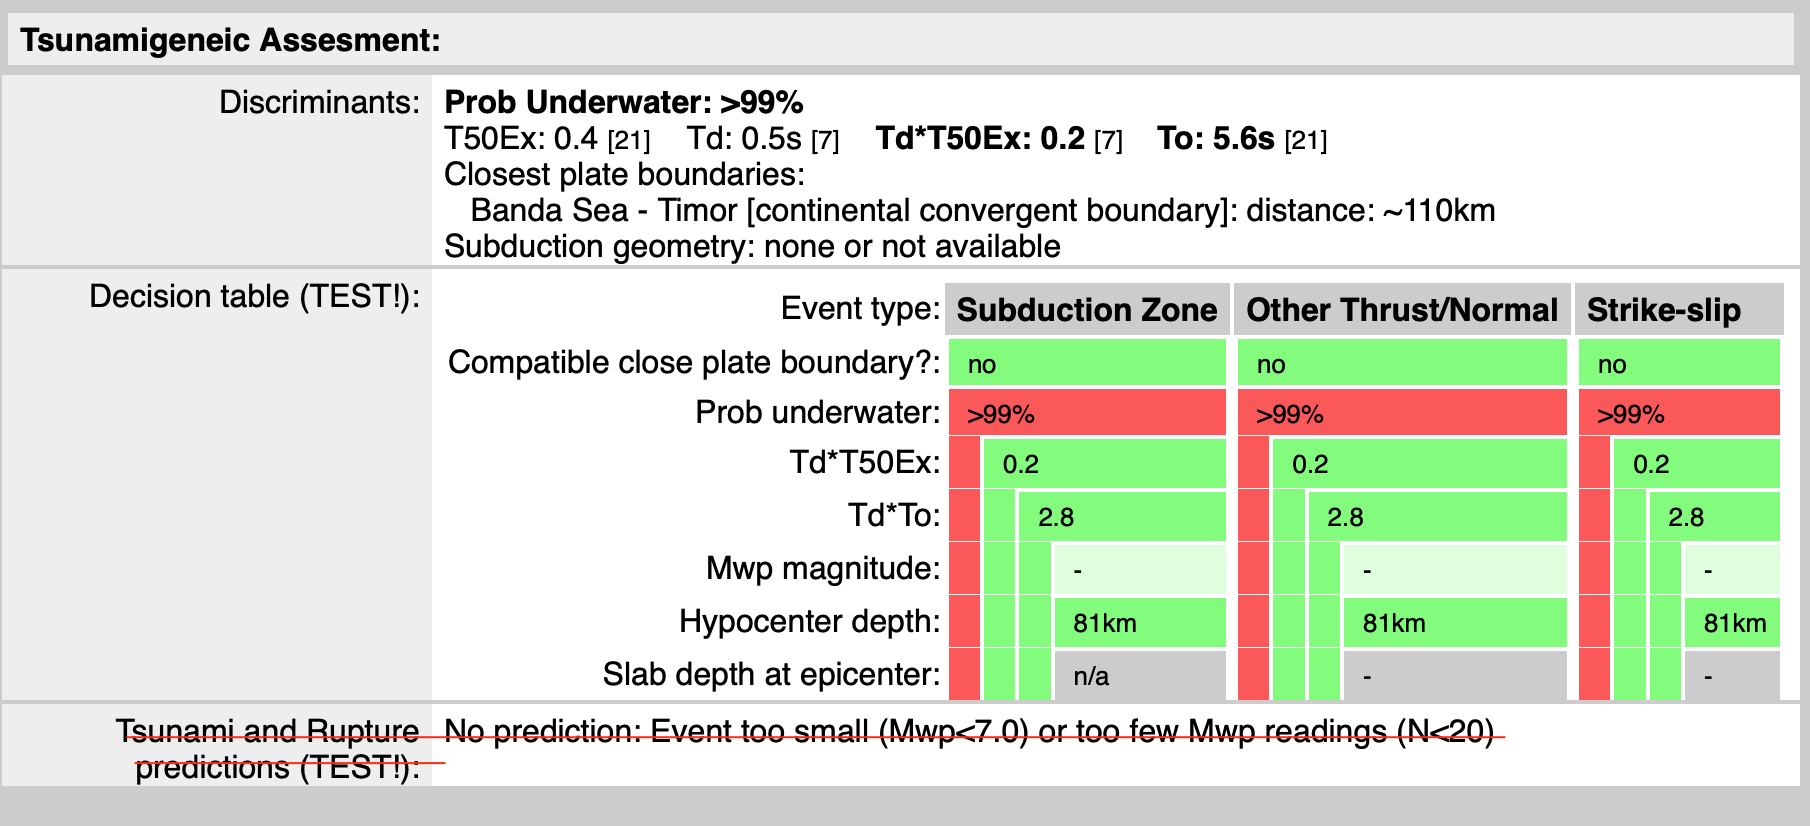 Tsunamigeneic Assesment:
Discriminants:
Prob Underwater: >99%
T50Ex: 0.4 [21] Td: 0.5s [7] Td*T50Ex: 0.2 [7] To: 5.6s [21]
Closest plate boundaries:
Banda Sea - Timor [continental convergent boundary]: distance: ~110km
Subduction geometry: none or not available
Decision table (TEST!):
Event type: Subduction Zone Other Thrust/Normal Strike-slip
Compatible close plate boundary?: no no no
Prob underwater: >99% >99% >99%
Td*T50Ex: 0.2 0.2 0.2
Td*To: 2.8 2.8 2.8
Mwp magnitude: - - -
Hypocenter depth: 81km 81km 81km
Slab depth at epicenter: n/a - -
Tsunami and Rupture
predictions (TEST!):
No prediction: Event too small (Mwp<7.0) or too few Mwp readings (N<20)